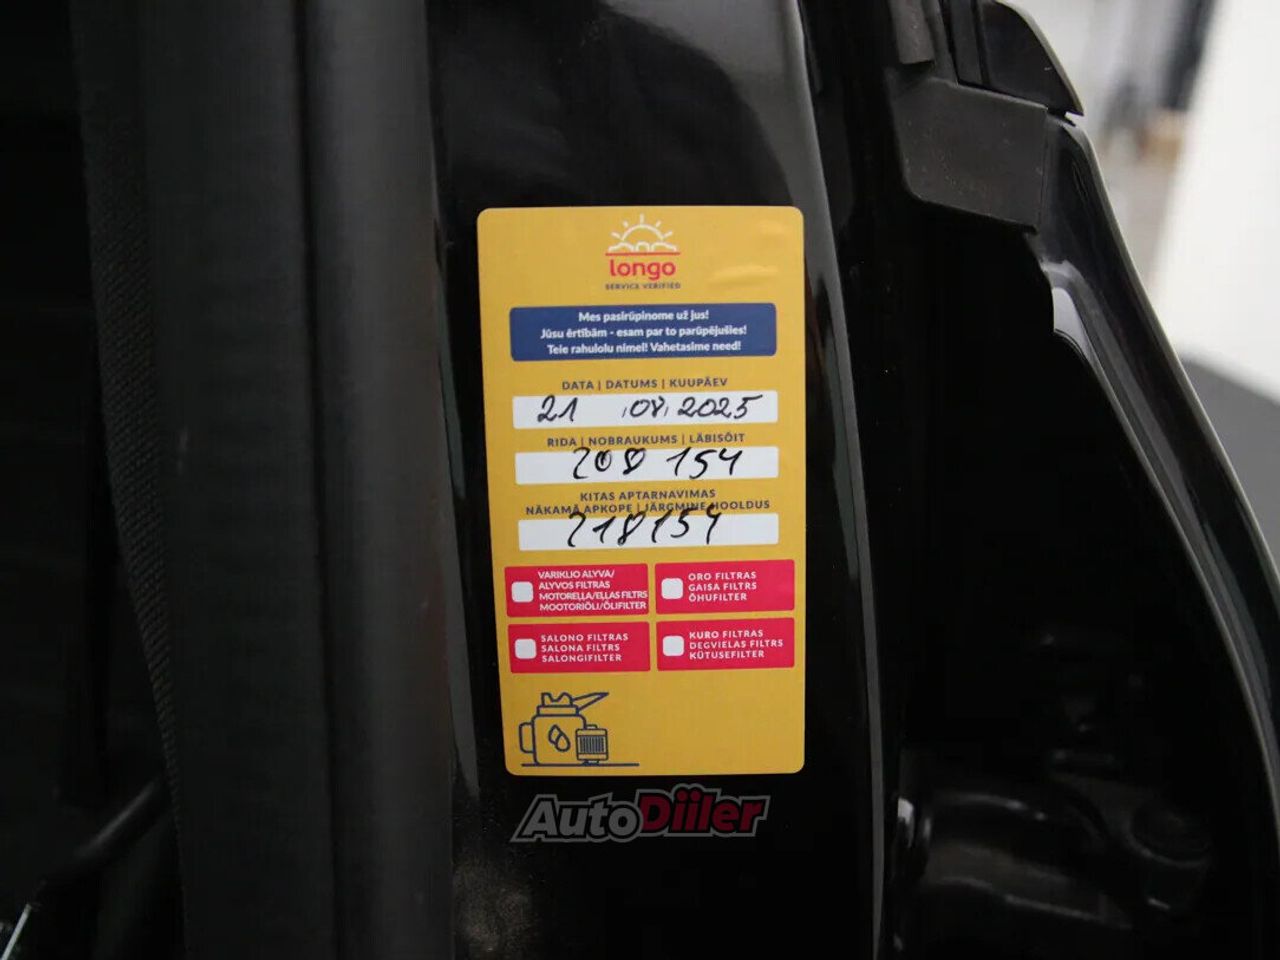 longo
SERVICE VERIFIED
Mes pasirūpinome už jus!
Jūsu ērtībām - esam par to parūpējušies!
Teie rahulolu nimel! Vahetasime need!
DATA | DATUMS | KUUPÄEV
21 .08. 2025
RIDA | NOBRAUKUMS | LÄBISÕIT
208 154
KITAS APTARNAVIMAS
NĀKAMĀ APKOPE | JÄRGMINE HOOLDUS
218154
VARIKLIO ALYVA/
ALYVOS FILTRAS
MOTOREĻĻA/EĻĻAS FILTRS
MOOTORIÕLI/ÕLIFILTER
ORO FILTRAS
GAISA FILTRS
ÕHUFILTER
SALONO FILTRAS
SALONA FILTRS
SALONGIFILTER
KURO FILTRAS
DEGVIELAS FILTRS
KÜTUSEFILTER
AutoDiiler